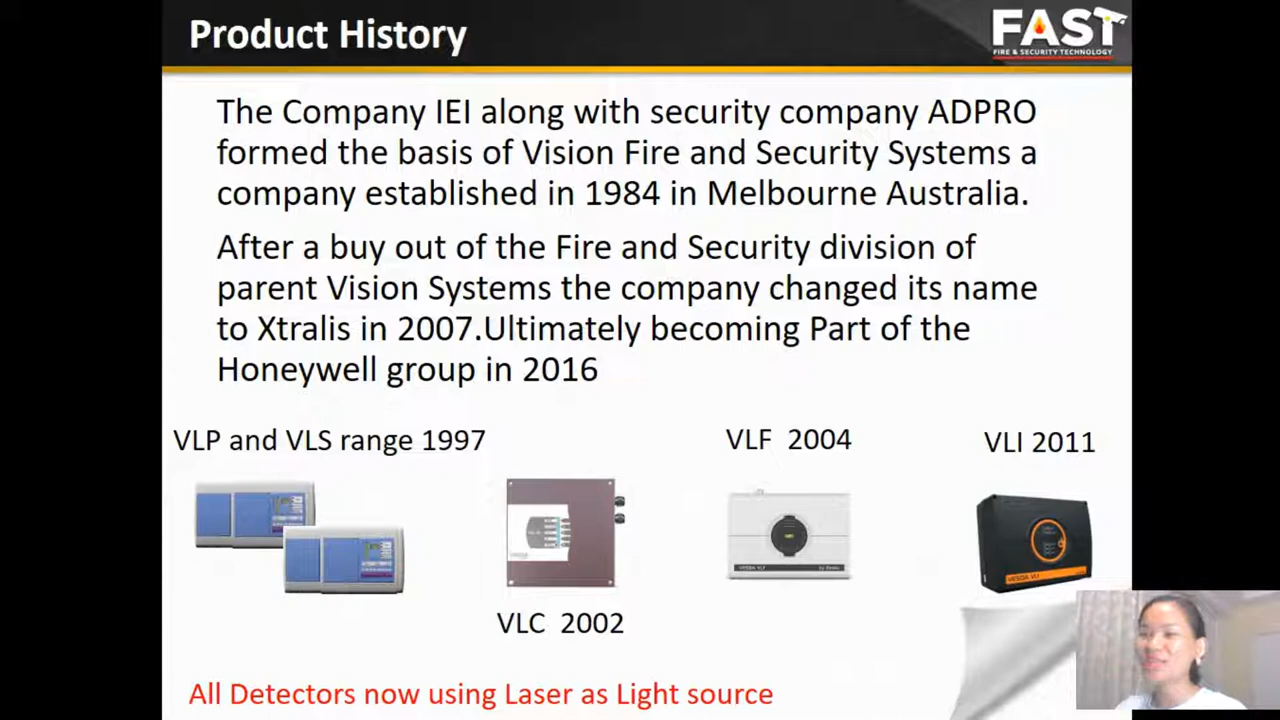 Product History
FAST
FIRE & SECURITY TECHNOLOGY
The Company IEI along with security company ADPRO
formed the basis of Vision Fire and Security Systems a
company established in 1984 in Melbourne Australia.
After a buy out of the Fire and Security division of
parent Vision Systems the company changed its name
to Xtralis in 2007.Ultimately becoming Part of the
Honeywell group in 2016
VLP and VLS range 1997
VLF 2004
VLI 2011
VESDA VLF
VESDA VLI
VLC 2002
All Detectors now using Laser as Light source